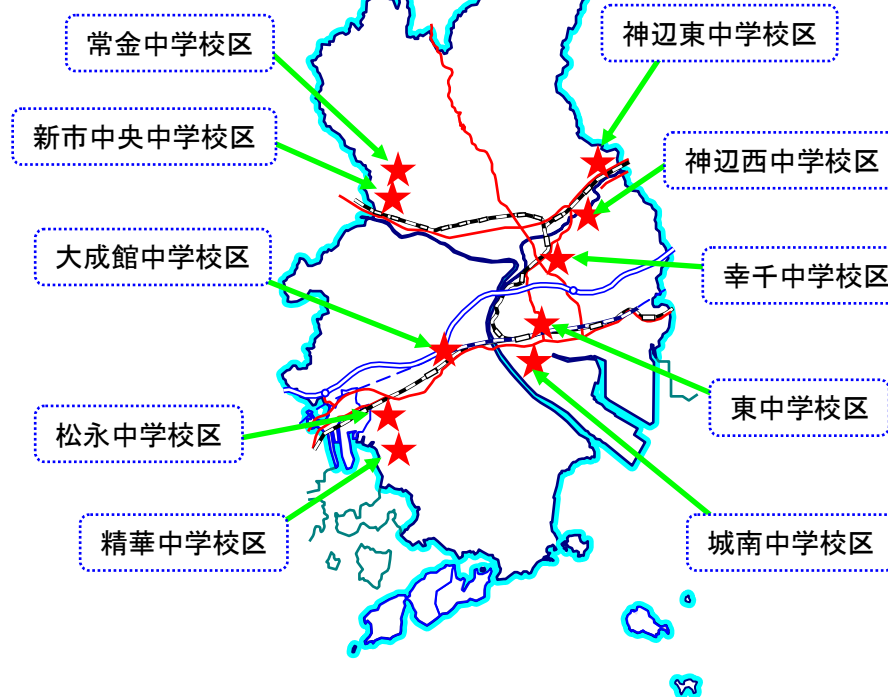 常金中学校区
新市中央中学校区
大成館中学校区
松永中学校区
精華中学校区
神辺東中学校区
神辺西中学校区
幸千中学校区
東中学校区
城南中学校区